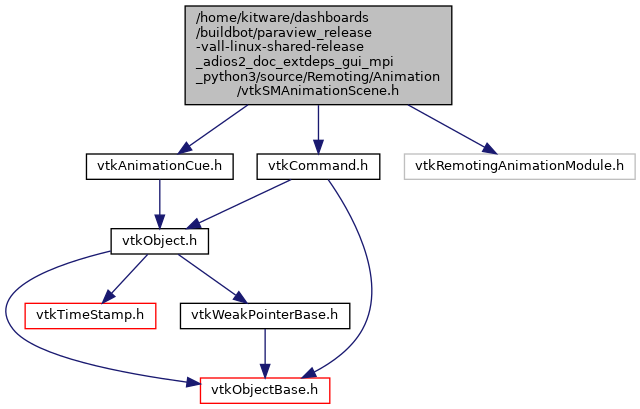 /home/kitware/dashboards
/buildbot/paraview_release
-vall-linux-shared-release
_adios2_doc_extdeps_gui_mpi
_python3/source/Remoting/Animation
/vtkSMAnimationScene.h
vtkAnimationCue.h
vtkCommand.h
vtkRemotingAnimationModule.h
vtkObject.h
vtkTimeStamp.h
vtkWeakPointerBase.h
vtkObjectBase.h